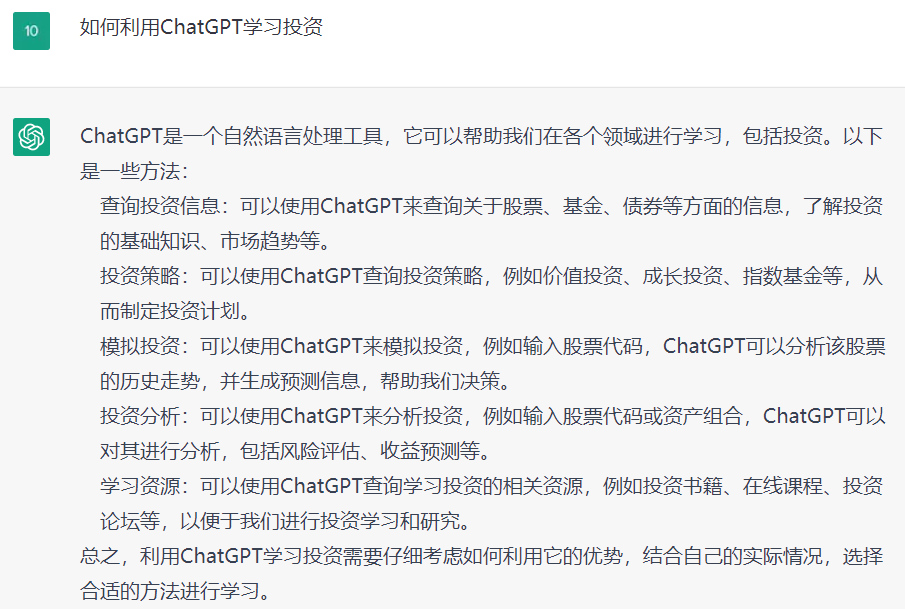 10
如何利用ChatGPT学习投资
ChatGPT是一个自然语言处理工具，它可以帮助我们在各个领域进行学习，包括投资。以下
是一些方法：
查询投资信息：可以使用ChatGPT来查询关于股票、基金、债券等方面的信息，了解投资
的基础知识、市场趋势等。
投资策略：可以使用ChatGPT查询投资策略，例如价值投资、成长投资、指数基金等，从
而制定投资计划。
模拟投资：可以使用ChatGPT来模拟投资，例如输入股票代码，ChatGPT可以分析该股票
的历史走势，并生成预测信息，帮助我们决策。
投资分析：可以使用ChatGPT来分析投资，例如输入股票代码或资产组合，ChatGPT可以
对其进行分析，包括风险评估、收益预测等。
学习资源：可以使用ChatGPT查询学习投资的相关资源，例如投资书籍、在线课程、投资
论坛等，以便于我们进行投资学习和研究。
总之，利用ChatGPT学习投资需要仔细考虑如何利用它的优势，结合自己的实际情况，选择
合适的方法进行学习。